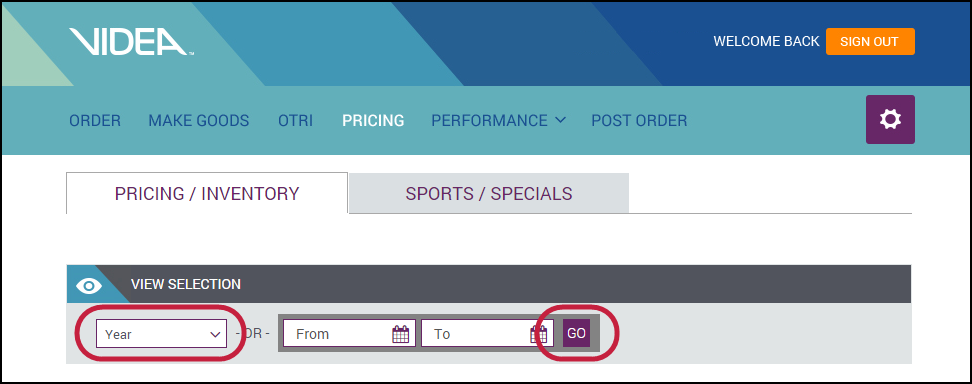 VIDEA™
WELCOME BACK SIGN OUT
ORDER MAKE GOODS OTRI PRICING PERFORMANCE POST ORDER
PRICING / INVENTORY SPORTS / SPECIALS
VIEW SELECTION
Year - OR - From To GO